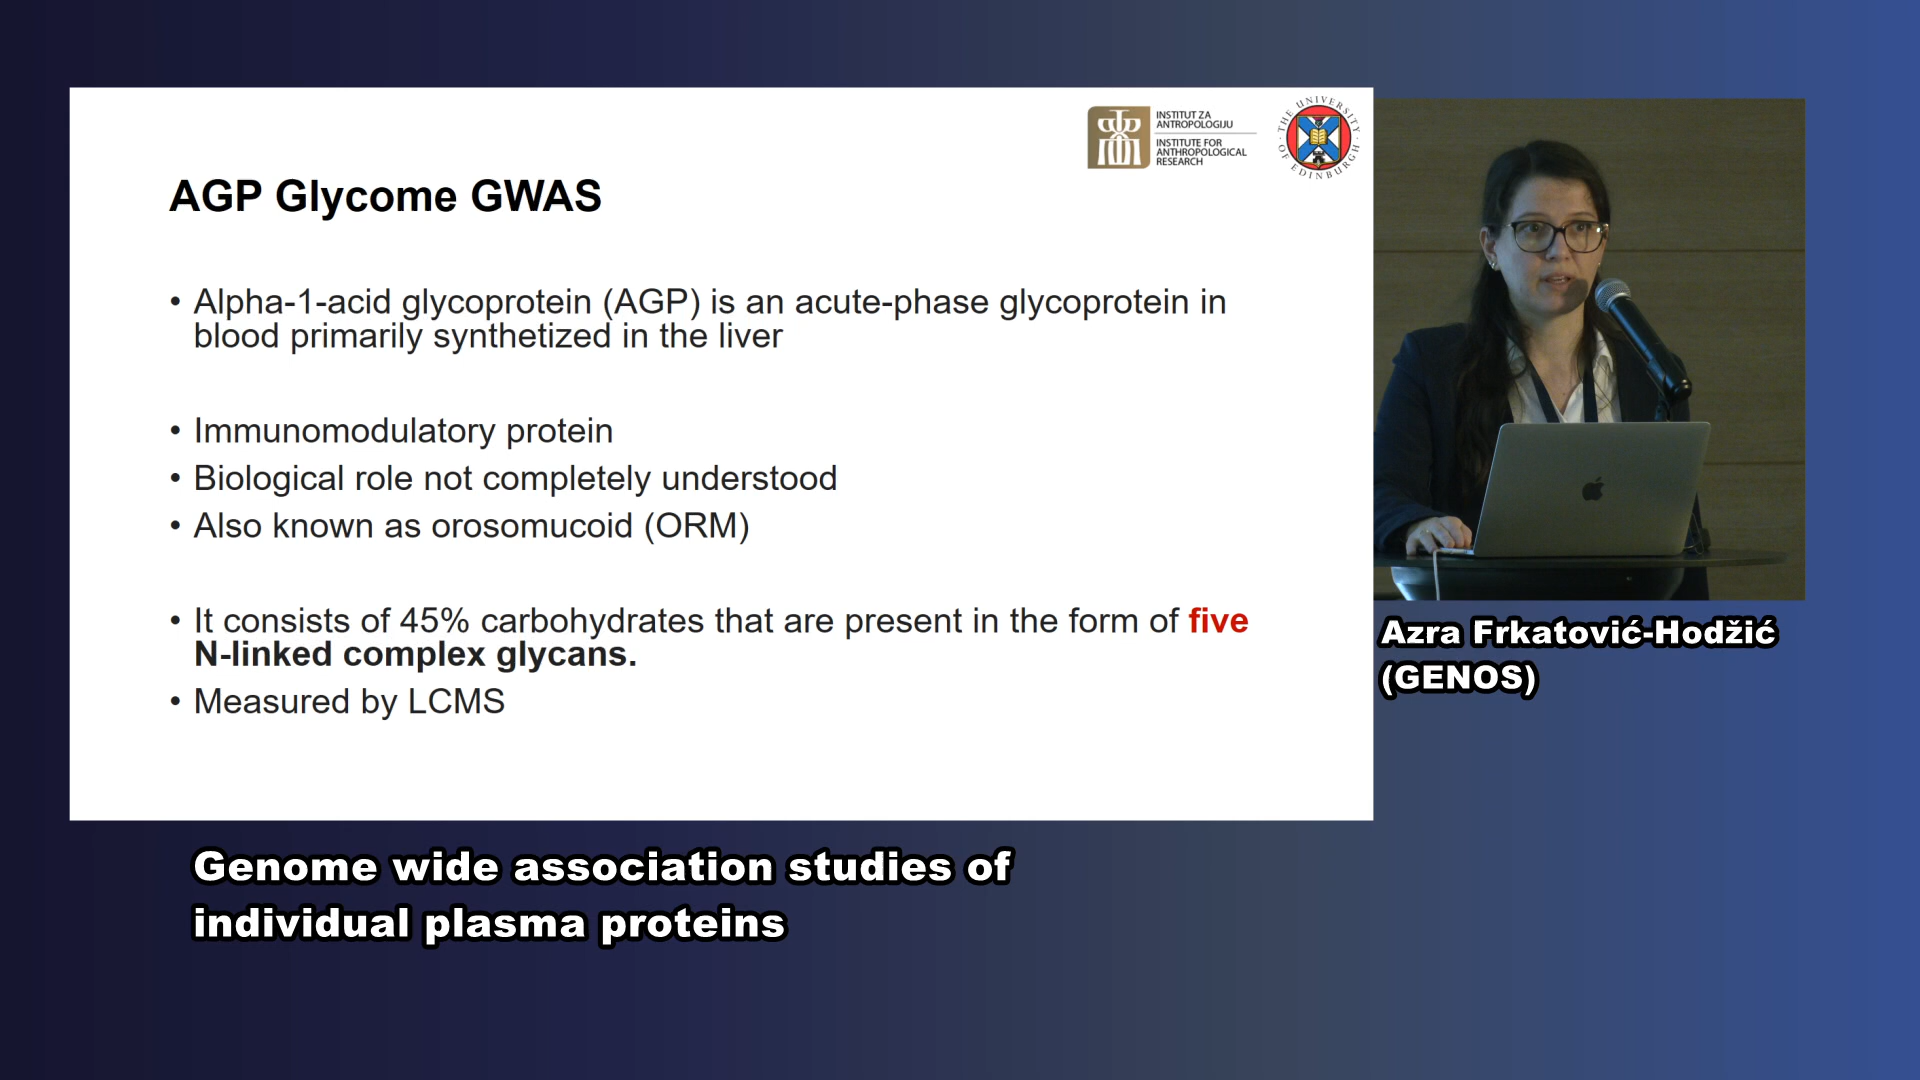 INSTITUT ZA
ANTROPOLOGIJU
INSTITUTE FOR
ANTHROPOLOGICAL
RESEARCH
THE UNIVERSITY OF EDINBURGH
AGP Glycome GWAS
• Alpha-1-acid glycoprotein (AGP) is an acute-phase glycoprotein in
blood primarily synthetized in the liver
• Immunomodulatory protein
• Biological role not completely understood
• Also known as orosomucoid (ORM)
• It consists of 45% carbohydrates that are present in the form of five
N-linked complex glycans.
• Measured by LCMS
Azra Frkatović-Hodžić
(GENOS)
Genome wide association studies of
individual plasma proteins